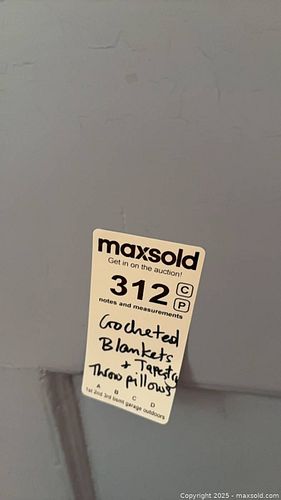 maxsold
Get in on the auction!
312 C
P
notes and measurements
Crocheted
Blankets
+ Tapestry
Throw pillows
A B C D
1st 2nd 3rd bsmt garage outdoors
Copyright 2025 - maxsold.com